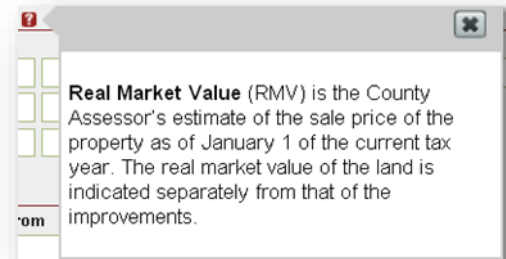 ?
Real Market Value (RMV) is the County
Assessor's estimate of the sale price of the
property as of January 1 of the current tax
year. The real market value of the land is
indicated separately from that of the
improvements.